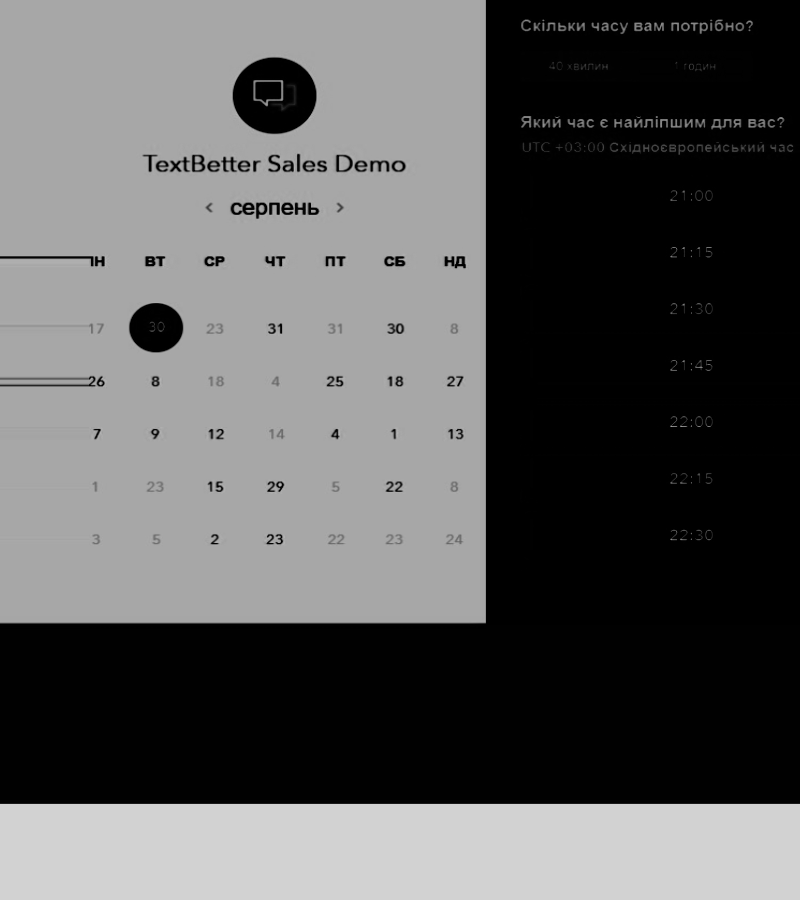 TextBetter Sales Demo
серпень
ІН ВТ СР ЧТ ПТ СБ НД
17 30 23 31 31 30 8
26 8 18 4 25 18 27
7 9 12 14 4 1 13
1 23 15 29 5 22 8
3 5 2 23 22 23 24
Скільки часу вам потрібно?
40 хвилин 1 годин
Який час є найліпшим для вас?
UTC +03:00 Східноєвропейський час
21:00
21:15
21:30
21:45
22:00
22:15
22:30